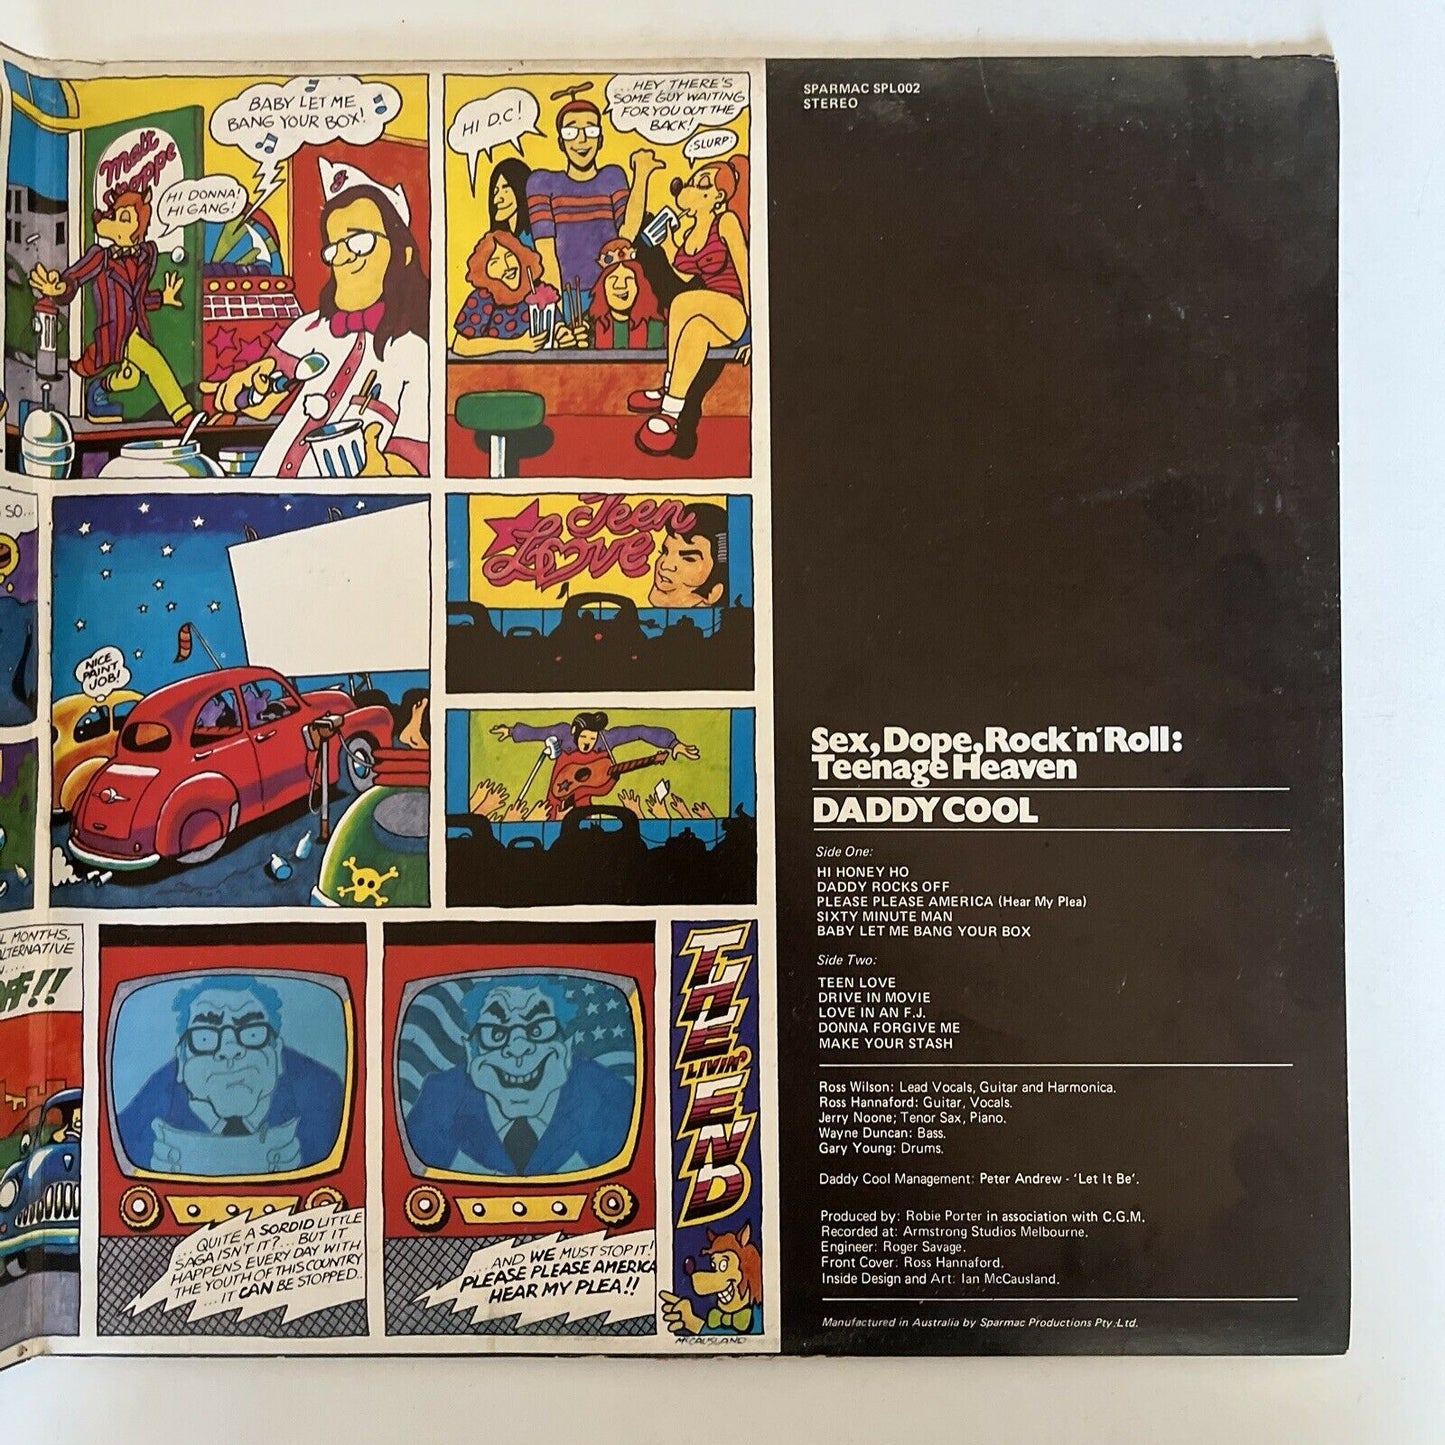 BABY LET ME
BANG YOUR BOX!
Malt
Shoppe
HI DONNA!
HI GANG!
HI D.C!
...HEY THERE'S
SOME GUY WAITING
FOR YOU OUT THE
BACK!
:SLURP:
SO...
NICE
PAINT
JOB!
Teen
Love
L MONTHS,
ALTERNATIVE
OFF!!
...QUITE A SORDID LITTLE
SAGA ISN'T IT?... BUT IT
HAPPENS EVERY DAY WITH
THE YOUTH OF THIS COUNTRY
...IT CAN BE STOPPED..
...AND WE MUST STOP IT!
PLEASE PLEASE AMERICA
HEAR MY PLEA!!
THE
LIVIN'
END
McCAUSLAND
SPARMAC SPL002
STEREO
Sex, Dope, Rock'n'Roll:
Teenage Heaven
DADDY COOL
Side One:
HI HONEY HO
DADDY ROCKS OFF
PLEASE PLEASE AMERICA (Hear My Plea)
SIXTY MINUTE MAN
BABY LET ME BANG YOUR BOX
Side Two:
TEEN LOVE
DRIVE IN MOVIE
LOVE IN AN F.J.
DONNA FORGIVE ME
MAKE YOUR STASH
Ross Wilson: Lead Vocals, Guitar and Harmonica.
Ross Hannaford: Guitar, Vocals.
Jerry Noone; Tenor Sax, Piano.
Wayne Duncan: Bass.
Gary Young: Drums.
Daddy Cool Management: Peter Andrew - 'Let It Be'.
Produced by: Robie Porter in association with C.G.M.
Recorded at: Armstrong Studios Melbourne.
Engineer: Roger Savage.
Front Cover: Ross Hannaford.
Inside Design and Art: Ian McCausland.
Manufactured in Australia by Sparmac Productions Pty.Ltd.